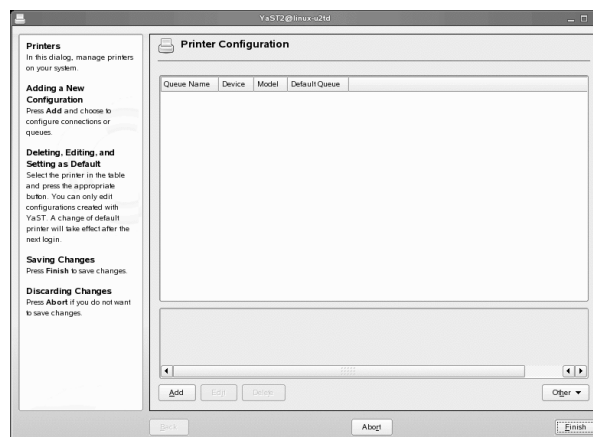 YaST2@linux-u2td
Printers
In this dialog, manage printers
on your system.
Adding a New
Configuration
Press Add and choose to
configure connections or
queues.
Deleting, Editing, and
Setting as Default
Select the printer in the table
and press the appropriate
button. You can only edit
configurations created with
YaST. A change of default
printer will take effect after the
next login.
Saving Changes
Press Finish to save changes.
Discarding Changes
Press Abort if you do not want
to save changes.
Printer Configuration
Queue Name Device Model Default Queue
Add Edit Delete Other
Back Abort Finish